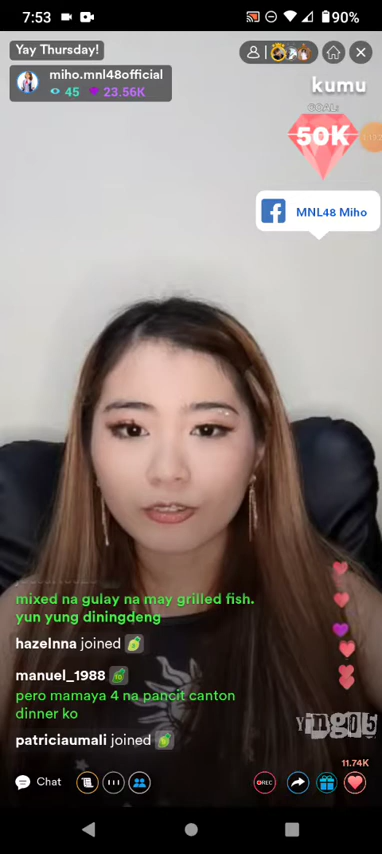 7:53
90%
Yay Thursday!
miho.mnl48official
45 23.56K
kumu
GOAL:
50K
MNL48 Miho
mixed na gulay na may grilled fish.
yun yung diningdeng
hazelnna joined
manuel_1988
pero mamaya 4 na pancit canton
dinner ko
patriciaumali joined
11.74K
Chat
REC